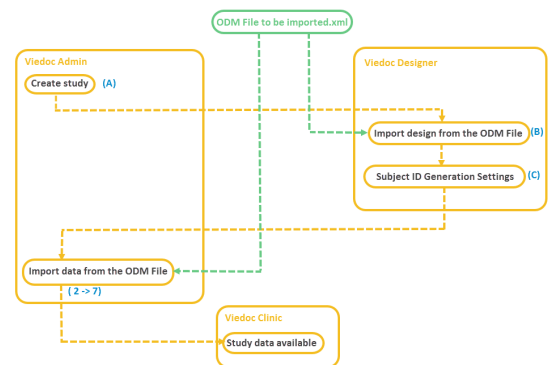 ODM File to be imported.xml
Viedoc Admin
Create study (A)
Viedoc Designer
Import design from the ODM File (B)
Subject ID Generation Settings (C)
Import data from the ODM File
( 2 -> 7)
Viedoc Clinic
Study data available